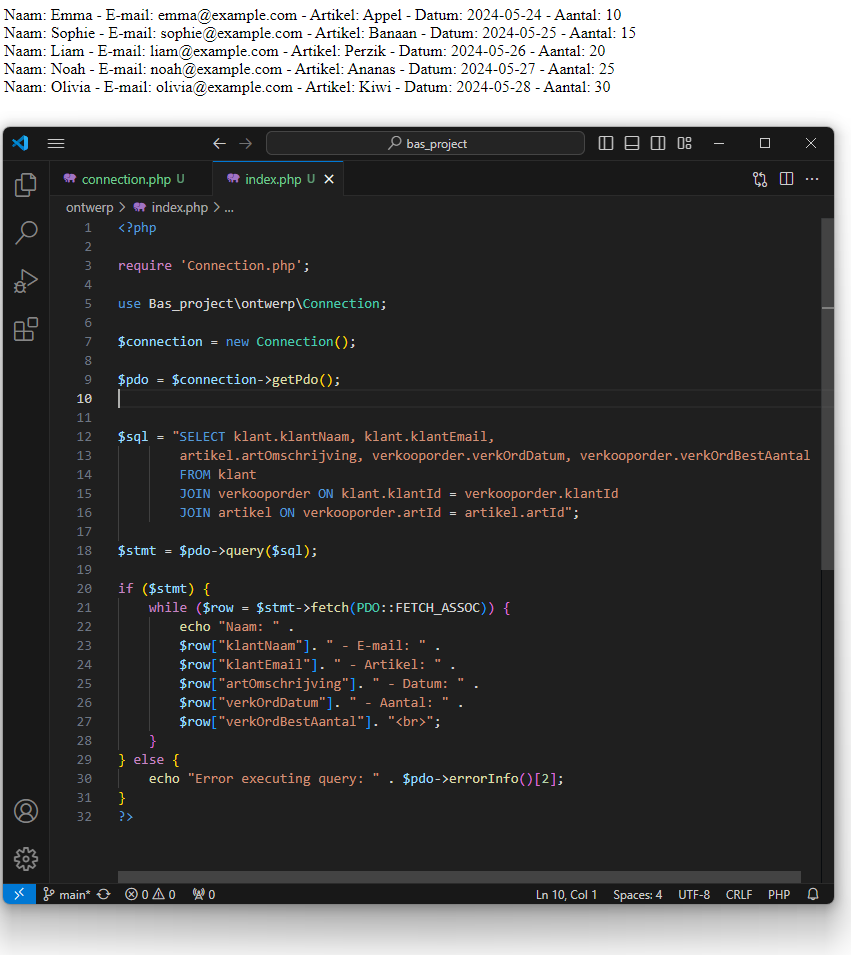 Naam: Emma - E-mail: emma@example.com - Artikel: Appel - Datum: 2024-05-24 - Aantal: 10
Naam: Sophie - E-mail: sophie@example.com - Artikel: Banaan - Datum: 2024-05-25 - Aantal: 15
Naam: Liam - E-mail: liam@example.com - Artikel: Perzik - Datum: 2024-05-26 - Aantal: 20
Naam: Noah - E-mail: noah@example.com - Artikel: Ananas - Datum: 2024-05-27 - Aantal: 25
Naam: Olivia - E-mail: olivia@example.com - Artikel: Kiwi - Datum: 2024-05-28 - Aantal: 30
bas_project
connection.php U index.php U
ontwerp > index.php > ...
1 <?php
2
3 require 'Connection.php';
4
5 use Bas_project\ontwerp\Connection;
6
7 $connection = new Connection();
8
9 $pdo = $connection->getPdo();
10
11
12 $sql = "SELECT klant.klantNaam, klant.klantEmail,
13 artikel.artOmschrijving, verkooporder.verkOrdDatum, verkooporder.verkOrdBestAantal
14 FROM klant
15 JOIN verkooporder ON klant.klantId = verkooporder.klantId
16 JOIN artikel ON verkooporder.artId = artikel.artId";
17
18 $stmt = $pdo->query($sql);
19
20 if ($stmt) {
21 while ($row = $stmt->fetch(PDO::FETCH_ASSOC)) {
22 echo "Naam: " .
23 $row["klantNaam"]. " - E-mail: " .
24 $row["klantEmail"]. " - Artikel: " .
25 $row["artOmschrijving"]. " - Datum: " .
26 $row["verkOrdDatum"]. " - Aantal: " .
27 $row["verkOrdBestAantal"]. "<br>";
28 }
29 } else {
30 echo "Error executing query: " . $pdo->errorInfo()[2];
31 }
32 ?>
main* 0 0 0 Ln 10, Col 1 Spaces: 4 UTF-8 CRLF PHP